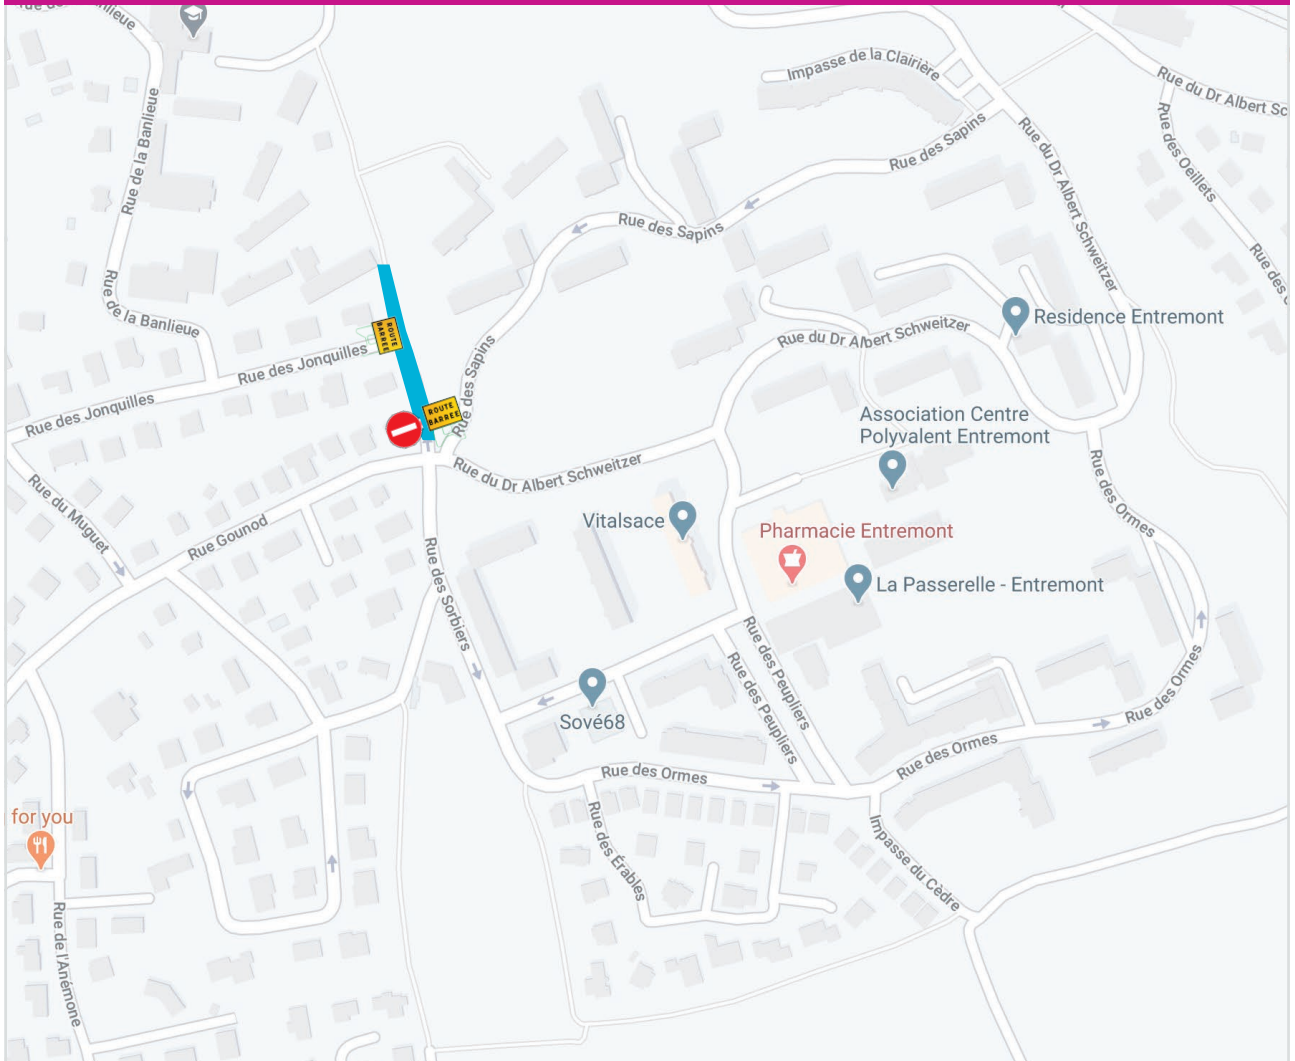 Impasse de la Clairière
Rue du Dr Albert Sc
Rue de la Banlieue
Rue des Sapins
Rue du Dr Albert Schweitzer
Rue des Oeillets
Rue des Sapins
Rue des
Rue de la Banlieue
Residence Entremont
Rue du Dr Albert Schweitzer
ROUTE
BARREE
Rue des Jonquilles
Rue des Sapins
Rue des Jonquilles
ROUTE
BARREE
Association Centre
Polyvalent Entremont
Rue du Dr Albert Schweitzer
Rue des Ormes
Rue du Muguet
Rue Gounod
Vitalsace
Pharmacie Entremont
Rue des Sorbiers
La Passerelle - Entremont
Rue des Peupliers
Rue des Peupliers
Rue des Ormes
Sové68
Rue des Ormes
Rue des Ormes
for you
Rue des Érables
Impasse du Cèdre
Rue de l'Anémone